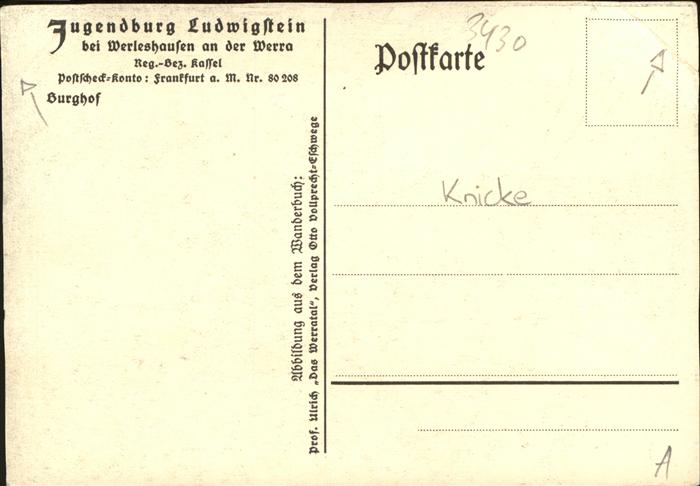 Jugendburg Ludwigstein
bei Werleshausen an der Werra
Reg.-Bez. Kassel
Postscheck-Konto: Frankfurt a. M. Nr. 80 208
Burghof
Abbildung aus dem Wanderbuch:
Prof. Ulrich „Das Werratal“, Verlag Otto Vollprecht-Eschwege
3430
Postkarte
Knicke
A